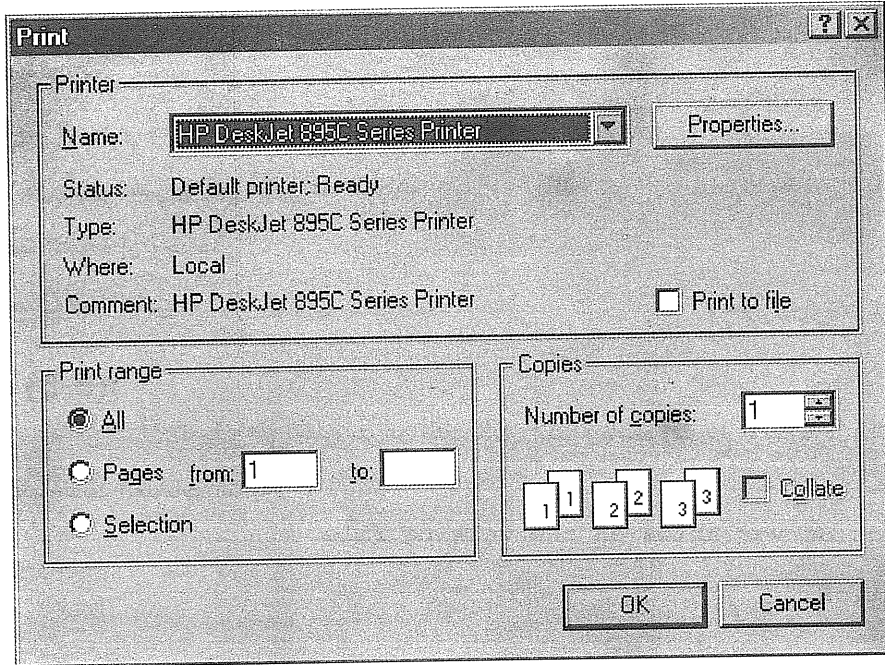 Print
Printer
Name: HP DeskJet 895C Series Printer Properties...
Status: Default printer; Ready
Type: HP DeskJet 895C Series Printer
Where: Local
Comment: HP DeskJet 895C Series Printer Print to file
Print range
All
Pages from: 1 to:
Selection
Copies
Number of copies: 1
1 1 2 2 3 3 Collate
OK Cancel